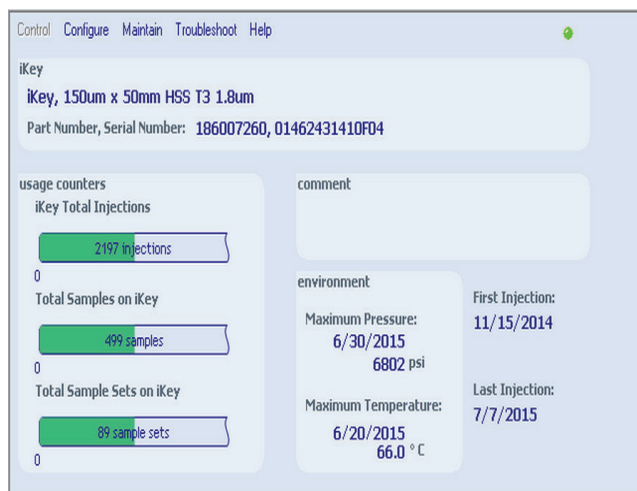 Control Configure Maintain Troubleshoot Help
iKey
iKey, 150um x 50mm HSS T3 1.8um
Part Number, Serial Number: 186007260, 01462431410F04
usage counters
iKey Total Injections
2197 injections
0
Total Samples on iKey
499 samples
0
Total Sample Sets on iKey
89 sample sets
0
comment
environment
Maximum Pressure:
6/30/2015
6802 psi
Maximum Temperature:
6/20/2015
66.0 ° C
First Injection:
11/15/2014
Last Injection:
7/7/2015